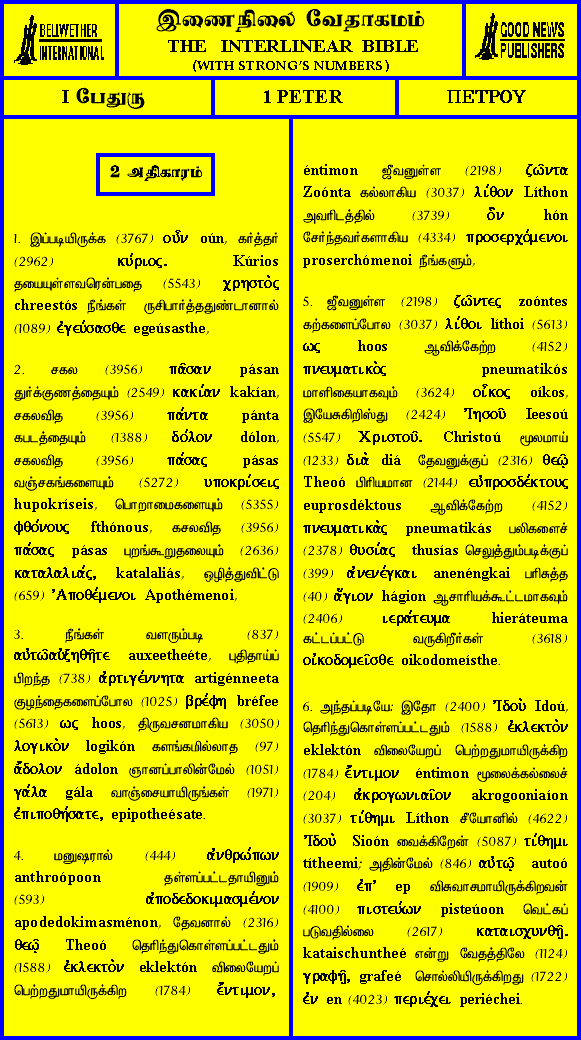 BELLWETHER
INTERNATIONAL
இணைநிலை வேதாகமம்
THE INTERLINEAR BIBLE
(WITH STRONG'S NUMBERS)
GOOD NEWS
PUBLISHERS
I பேதுரு
1 PETER
ΠΕΤΡΟΥ
2 அதிகாரம்
1. இப்படியிருக்க (3767) οὖν oún, கர்த்தர்
(2962) κύριος. Kúrios
தயையுள்ளவரென்பதை (5543) χρηστὸς
chreestós நீங்கள் ருசிபார்த்ததுண்டானால்
(1089) ἐγεύσασθε egeúsasthe,
2. சகல (3956) πᾶσαν pásan
துர்க்குணத்தையும் (2549) κακίαν kakían,
சகலவித (3956) πάντα pánta
கபடத்தையும் (1388) δόλον dólon,
சகலவித (3956) πάσας pásas
வஞ்சகங்களையும் (5272) υποκρίσεις
hupokríseis, பொறாமைகளையும் (5355)
φθόνους fthónous, சகலவித (3956)
πάσας pásas புறங்கூறுதலையும் (2636)
καταλαλιάς, katalaliás, ஒழித்துவிட்டு
(659) Ἀποθέμενοι Apothémenoi,
3. நீங்கள் வளரும்படி (837)
αὐτῶαὐξηθῆτε auxeetheéte, புதிதாய்ப்
பிறந்த (738) ἀρτιγέννητα artigénneeta
குழந்தைகளைப்போல (1025) βρέφη bréfee
(5613) ως hoos, திருவசனமாகிய (3050)
λογικὸν logikón களங்கமில்லாத (97)
ἄδολον ádolon ஞானப்பாலின்மேல் (1051)
γάλα gála வாஞ்சையாயிருங்கள் (1971)
ἐπιποθήσατε, epipotheésate.
4. மனுஷரால் (444) ἀνθρώπων
anthroópoon தள்ளப்பட்டதாயினும்
(593) ἀποδεδοκιμασμένον
apodedokimasménon, தேவனால் (2316)
θεῷ Theoó தெரிந்துகொள்ளப்பட்டதும்
(1588) ἐκλεκτὸν eklektón விலையேறப்
பெற்றதுமாயிருக்கிற (1784) ἔντιμον,
éntimon ஜீவனுள்ள (2198) ζῶντα
Zoónta கல்லாகிய (3037) λίθον Líthon
அவரிடத்தில் (3739) ὃν hón
சேர்ந்தவர்களாகிய (4334) προσερχόμενοι
proserchómenoi நீங்களும்,
5. ஜீவனுள்ள (2198) ζῶντες zoóntes
கற்களைப்போல (3037) λίθοι líthoi (5613)
ως hoos ஆவிக்கேற்ற (4152)
πνευματικὸς pneumatikós
மாளிகையாகவும் (3624) οἶκος oíkos,
இயேசுகிறிஸ்து (2424) Ἰησοῦ Ieesoú
(5547) Χριστοῦ. Christoú மூலமாய்
(1233) διὰ diá தேவனுக்குப் (2316) θεῷ
Theoó பிரியமான (2144) εὐπροσδέκτους
euprosdéktous ஆவிக்கேற்ற (4152)
πνευματικὰς pneumatikás பலிகளைச்
(2378) θυσίας thusías செலுத்தும்படிக்குப்
(399) ἀνενέγκαι anenéngkai பரிசுத்த
(40) ἅγιον hágion ஆசாரியக்கூட்டமாகவும்
(2406) ιεράτευμα hieráteuma
கட்டப்பட்டு வருகிறீர்கள் (3618)
οἰκοδομεῖσθε oikodomeísthe.
6. அந்தப்படியே: இதோ (2400) Ἰδοὺ Idoú,
தெரிந்துகொள்ளப்பட்டதும் (1588) ἐκλεκτὸν
eklektón விலையேறப் பெற்றதுமாயிருக்கிற
(1784) ἔντιμον éntimon மூலைக்கல்லைச்
(204) ἀκρογωνιαῖον akrogooniaíon
(3037) τίθημι Líthon சீயோனில் (4622)
Ἰδοὺ Sioón வைக்கிறேன் (5087) τίθημι
títheemi; அதின்மேல் (846) αὐτῷ autoó
(1909) ἐπ' ep விசுவாசமாயிருக்கிறவன்
(4100) πιστεύων pisteúoon வெட்கப்
படுவதில்லை (2617) καταισχυνθῇ.
kataischuntheé என்று வேதத்திலே (1124)
γραφῇ, grafeé சொல்லியிருக்கிறது (1722)
ἐν en (4023) περιέχει periéchei.